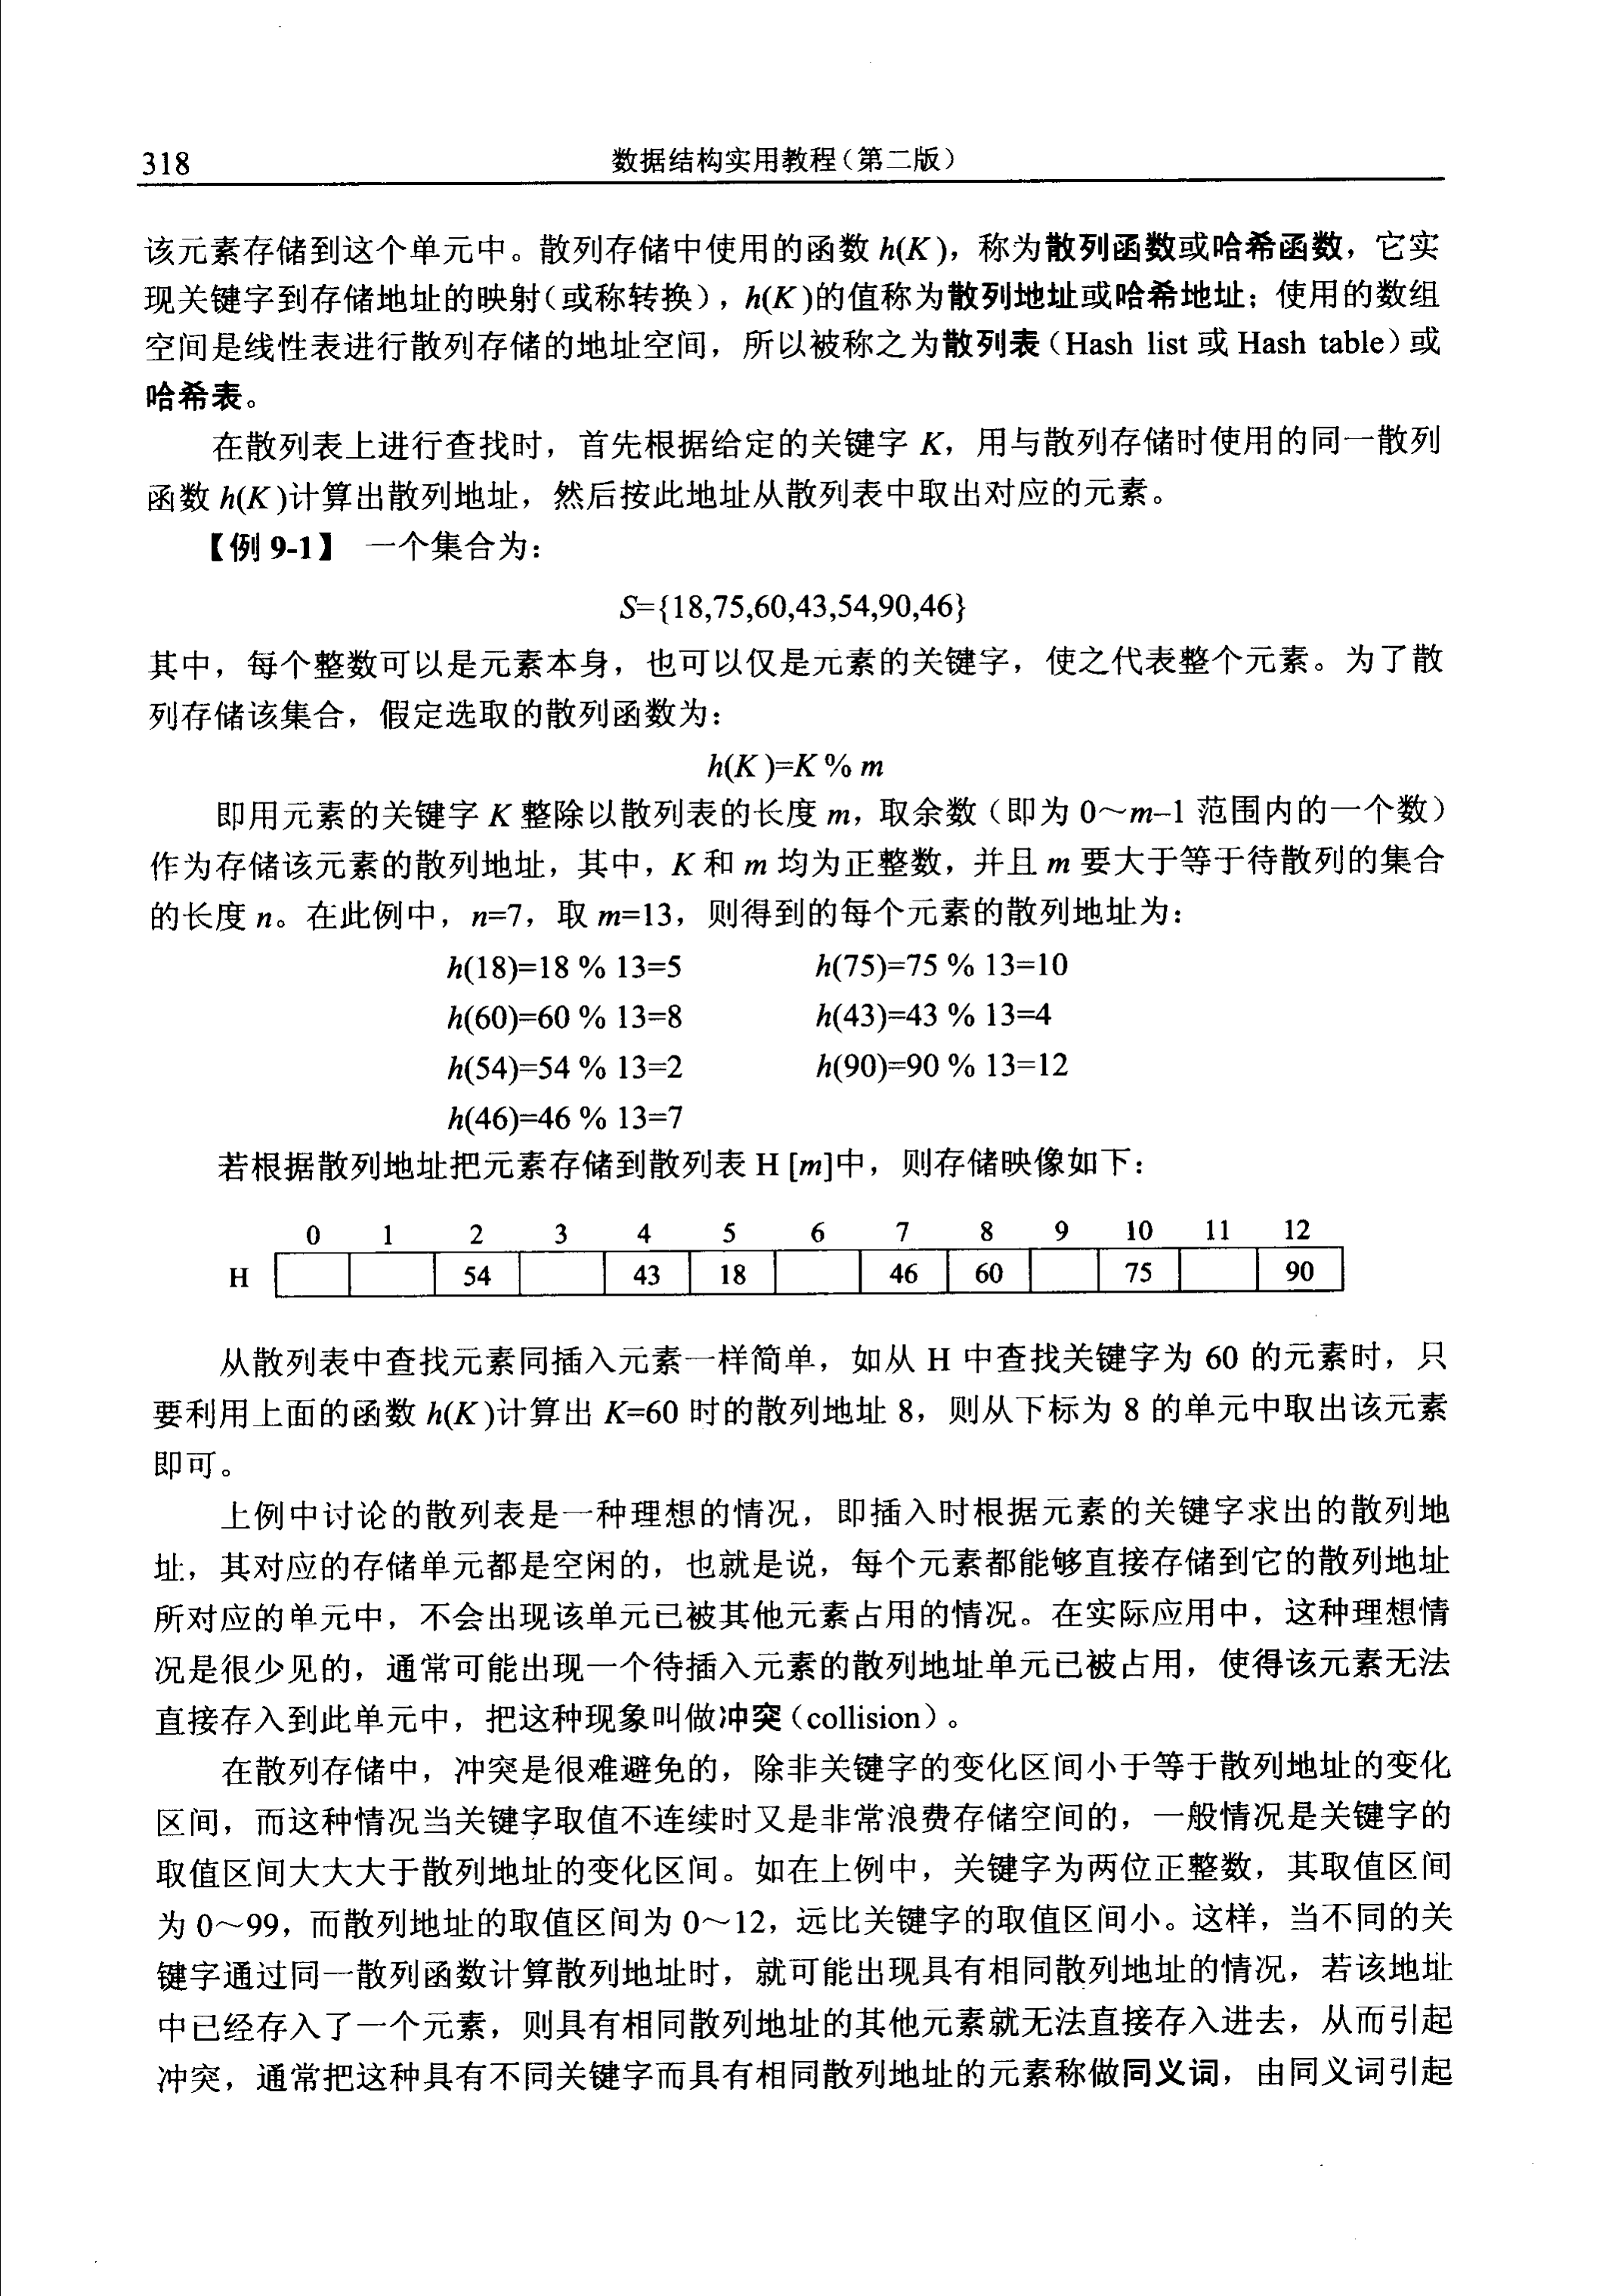 318
数据结构实用教程(第二版)
该元素存储到这个单元中。散列存储中使用的函数 h(K)，称为散列函数或哈希函数，它实
现关键字到存储地址的映射(或称转换)，h(K)的值称为散列地址或哈希地址；使用的数组
空间是线性表进行散列存储的地址空间，所以被称之为散列表(Hash list 或 Hash table)或
哈希表。
在散列表上进行查找时，首先根据给定的关键字 K，用与散列存储时使用的同一散列
函数 h(K)计算出散列地址，然后按此地址从散列表中取出对应的元素。
【例 9-1】 一个集合为：
S={18,75,60,43,54,90,46}
其中，每个整数可以是元素本身，也可以仅是元素的关键字，使之代表整个元素。为了散
列存储该集合，假定选取的散列函数为：
h(K)=K % m
即用元素的关键字 K 整除以散列表的长度 m，取余数(即为 0～m–1 范围内的一个数)
作为存储该元素的散列地址，其中，K 和 m 均为正整数，并且 m 要大于等于待散列的集合
的长度 n。在此例中，n=7，取 m=13，则得到的每个元素的散列地址为：
h(18)=18 % 13=5 h(75)=75 % 13=10
h(60)=60 % 13=8 h(43)=43 % 13=4
h(54)=54 % 13=2 h(90)=90 % 13=12
h(46)=46 % 13=7
若根据散列地址把元素存储到散列表 H [m]中，则存储映像如下：
0 1 2 3 4 5 6 7 8 9 10 11 12
H 54 43 18 46 60 75 90
从散列表中查找元素同插入元素一样简单，如从 H 中查找关键字为 60 的元素时，只
要利用上面的函数 h(K)计算出 K=60 时的散列地址 8，则从下标为 8 的单元中取出该元素
即可。
上例中讨论的散列表是一种理想的情况，即插入时根据元素的关键字求出的散列地
址，其对应的存储单元都是空闲的，也就是说，每个元素都能够直接存储到它的散列地址
所对应的单元中，不会出现该单元已被其他元素占用的情况。在实际应用中，这种理想情
况是很少见的，通常可能出现一个待插入元素的散列地址单元已被占用，使得该元素无法
直接存入到此单元中，把这种现象叫做冲突(collision)。
在散列存储中，冲突是很难避免的，除非关键字的变化区间小于等于散列地址的变化
区间，而这种情况当关键字取值不连续时又是非常浪费存储空间的，一般情况是关键字的
取值区间大大大于散列地址的变化区间。如在上例中，关键字为两位正整数，其取值区间
为 0～99，而散列地址的取值区间为 0～12，远比关键字的取值区间小。这样，当不同的关
键字通过同一散列函数计算散列地址时，就可能出现具有相同散列地址的情况，若该地址
中已经存入了一个元素，则具有相同散列地址的其他元素就无法直接存入进去，从而引起
冲突，通常把这种具有不同关键字而具有相同散列地址的元素称做同义词，由同义词引起